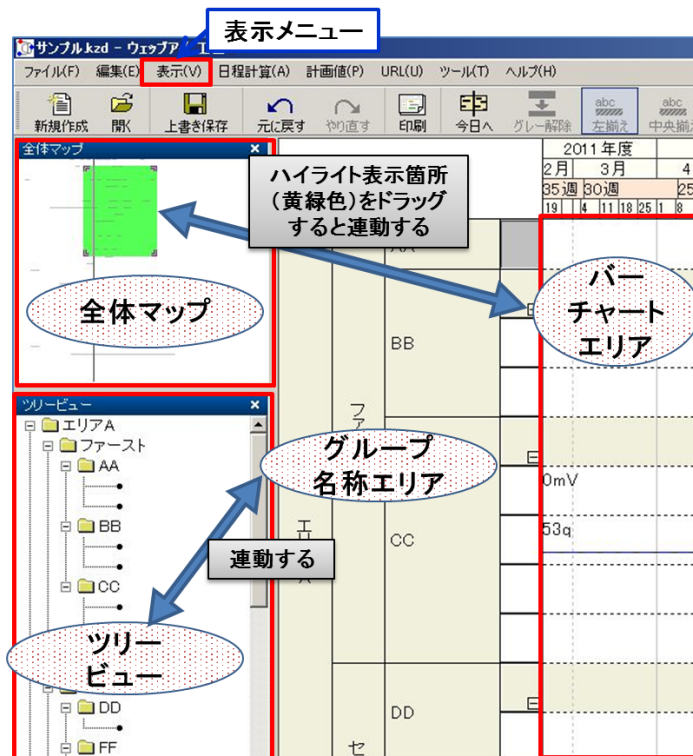 表示メニュー
サンプル.kzd - ウェッブア
ファイル(F) 編集(E) 表示(V) 日程計算(A) 計画値(P) URL(U) ツール(T) ヘルプ(H)
新規作成 開く 上書き保存 元に戻す やり直す 印刷 今日へ グレー解除 左揃え 中央揃
全体マップ ×
2011年度
2月 3月 4
35週 30週 25
19 4 11 18 25 1 8
ハイライト表示箇所
(黄緑色)をドラッグ
すると連動する
全体マップ
バー
チャート
エリア
BB
ツリービュー ×
エリアA
ファースト
AA
BB
CC
グループ
名称エリア
0mV
53q
CC
連動する
ツリー
ビュー
DD
FF
DD
セ